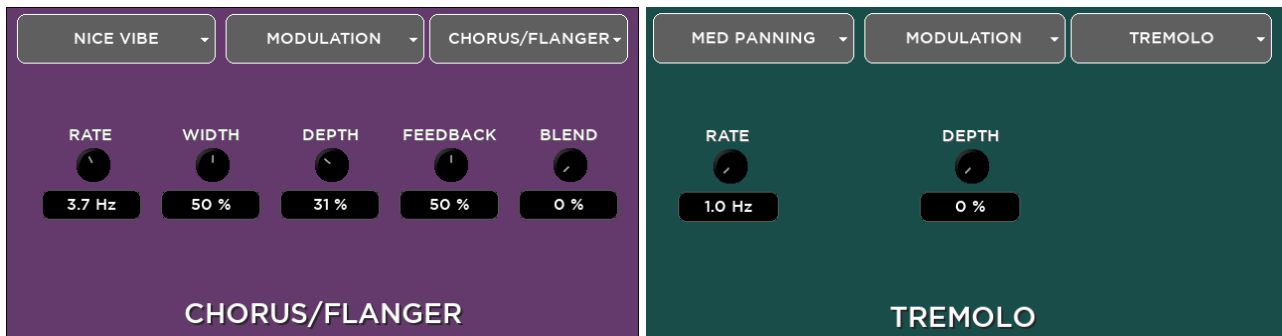 NICE VIBE MODULATION CHORUS/FLANGER
RATE WIDTH DEPTH FEEDBACK BLEND
3.7 Hz 50 % 31 % 50 % 0 %
CHORUS/FLANGER
MED PANNING MODULATION TREMOLO
RATE DEPTH
1.0 Hz 0 %
TREMOLO